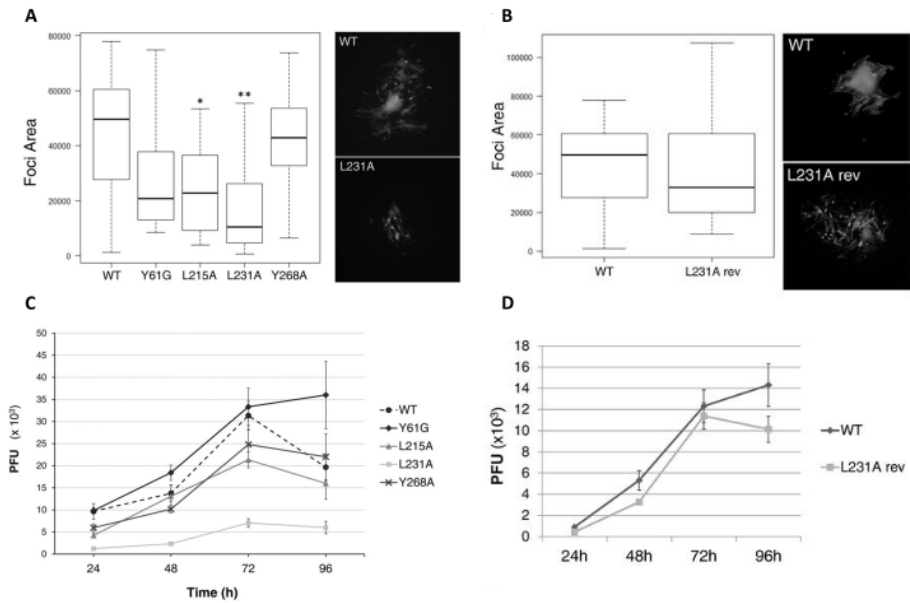 A
Foci Area
80000
60000
40000
20000
0
* **
WT Y61G L215A L231A Y268A
WT
L231A
B
Foci Area
100000
80000
60000
40000
20000
0
WT L231A rev
WT
L231A rev
C
PFU (x 10³)
50
45
40
35
30
25
20
15
10
5
0
24 48 72 96
Time (h)
WT
Y61G
L215A
L231A
Y268A
D
PFU (x10³)
18
16
14
12
10
8
6
4
2
0
24h 48h 72h 96h
WT
L231A rev